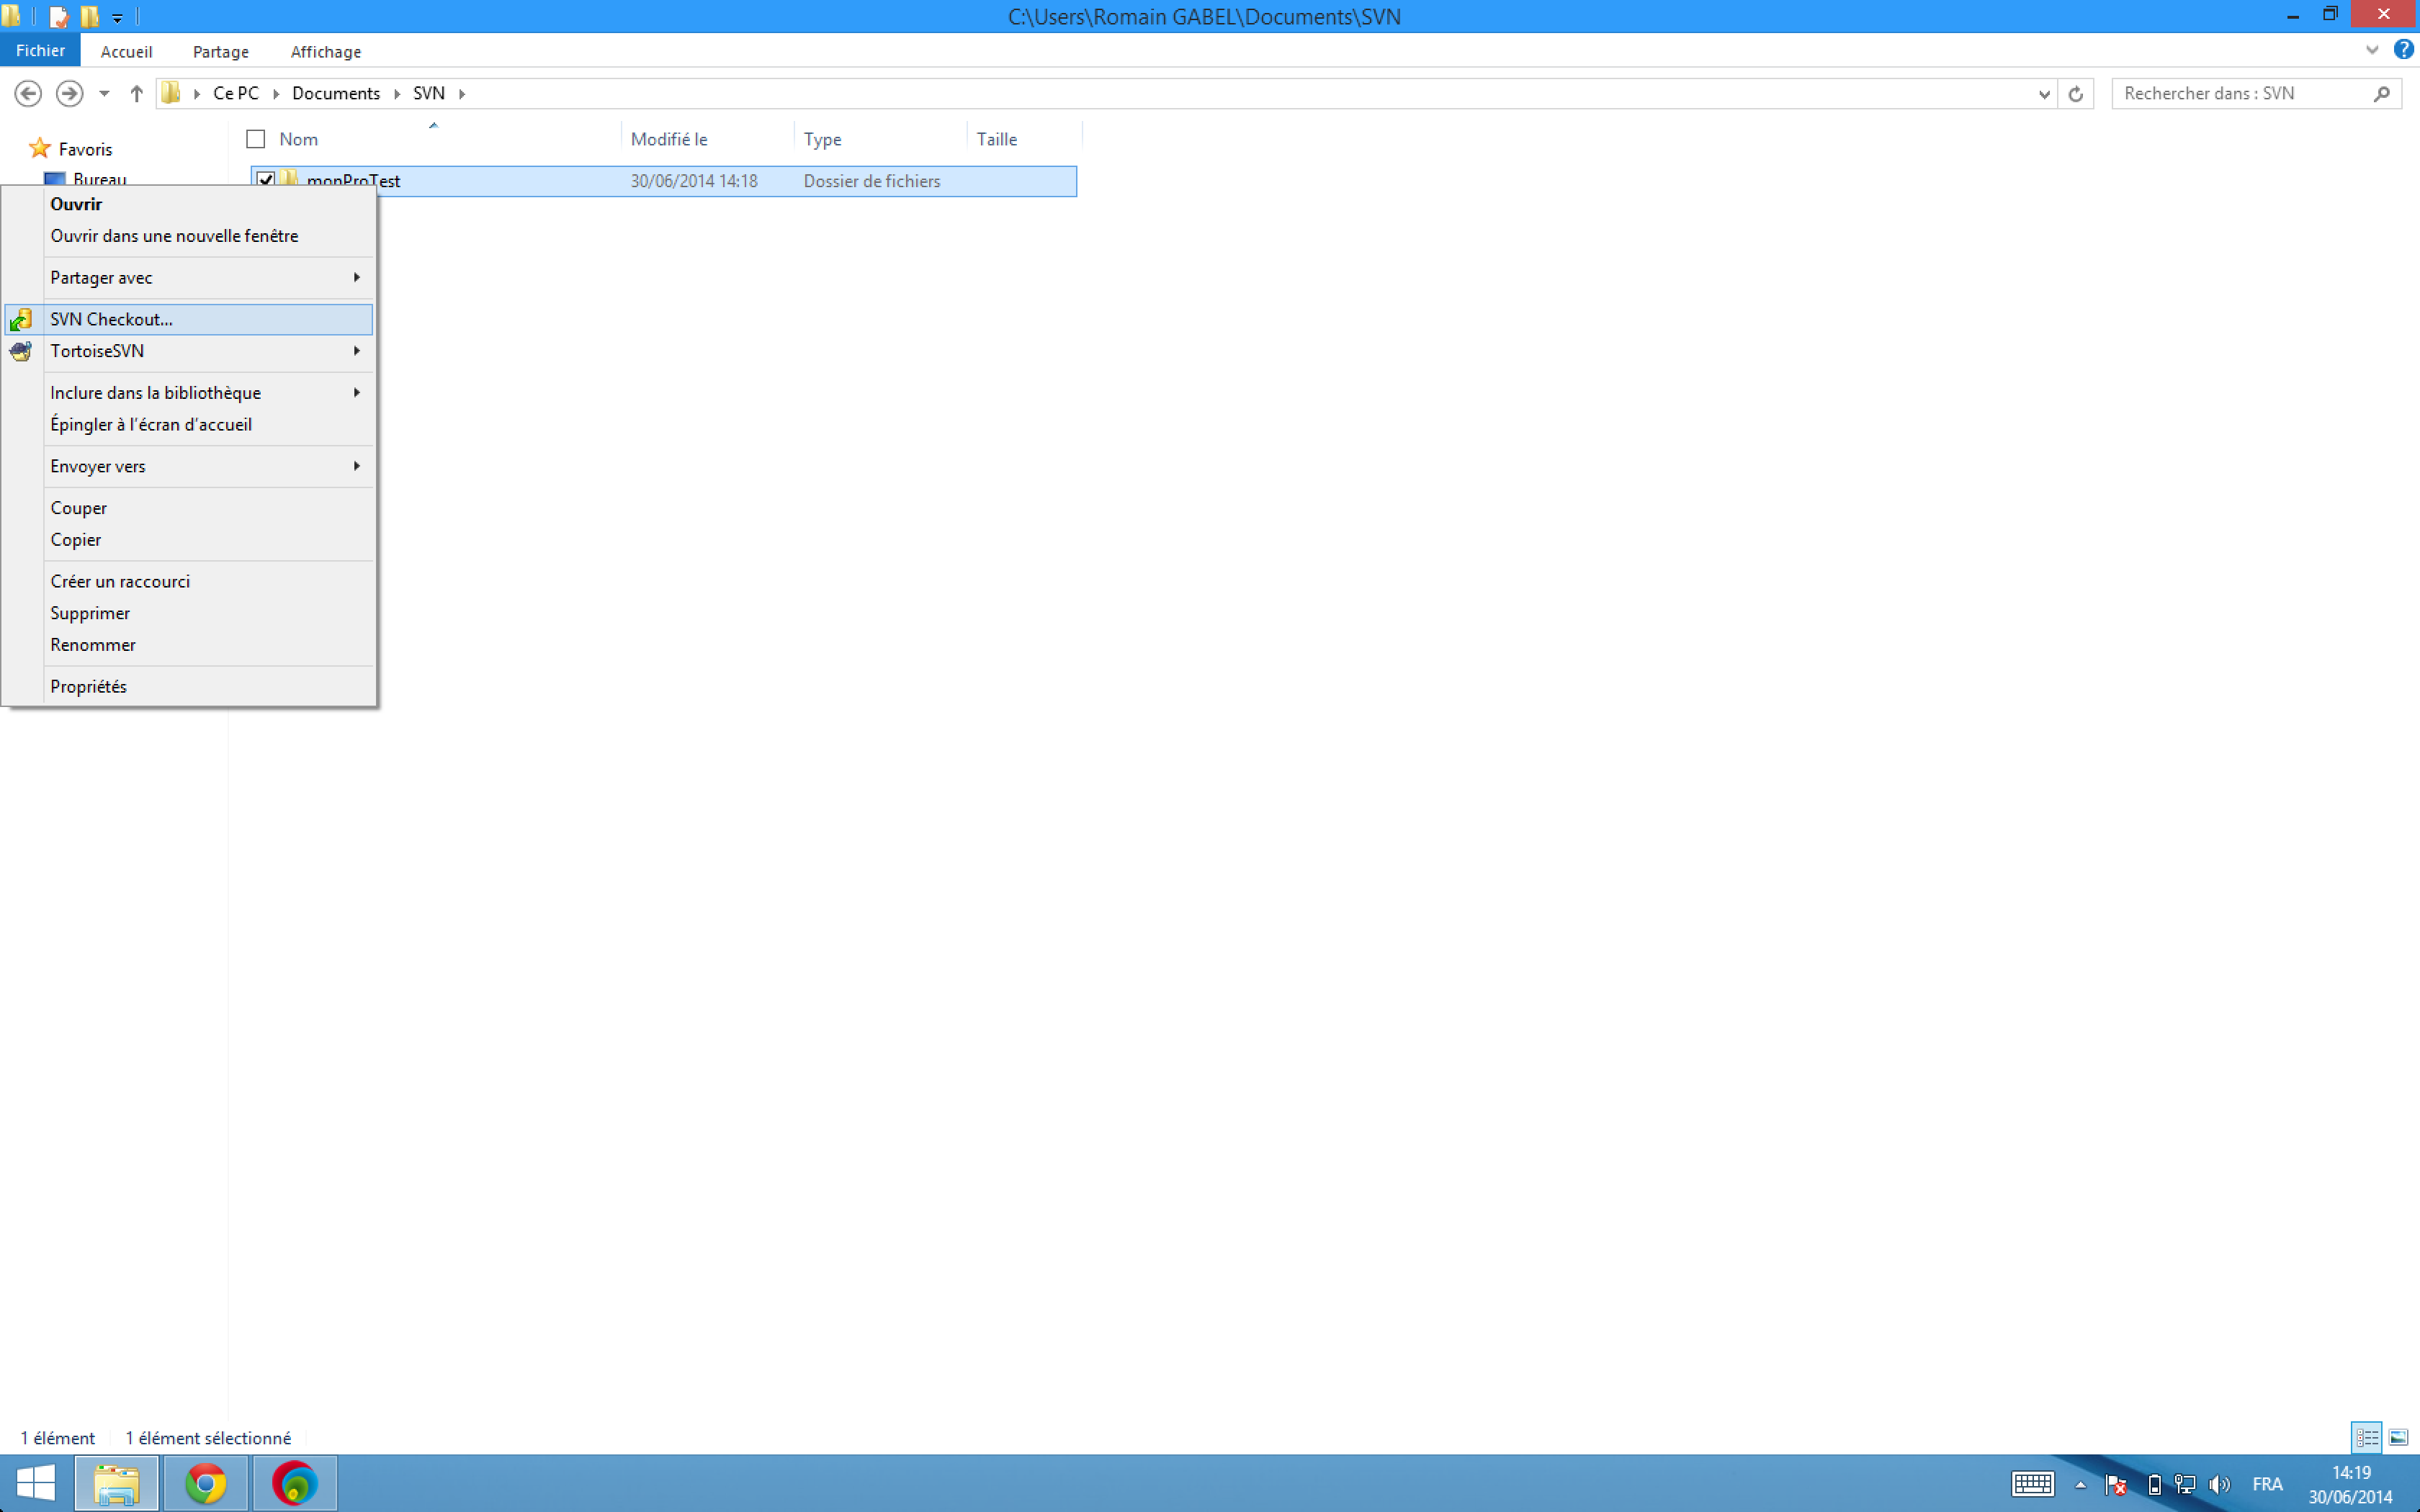 C:\Users\Romain GABEL\Documents\SVN
Fichier Accueil Partage Affichage
Ce PC Documents SVN Rechercher dans : SVN
Favoris
Bureau
Nom Modifié le Type Taille
monProTest 30/06/2014 14:18 Dossier de fichiers
Ouvrir
Ouvrir dans une nouvelle fenêtre
Partager avec
SVN Checkout...
TortoiseSVN
Inclure dans la bibliothèque
Épingler à l'écran d'accueil
Envoyer vers
Couper
Copier
Créer un raccourci
Supprimer
Renommer
Propriétés
1 élément 1 élément sélectionné
FRA 14:19
30/06/2014